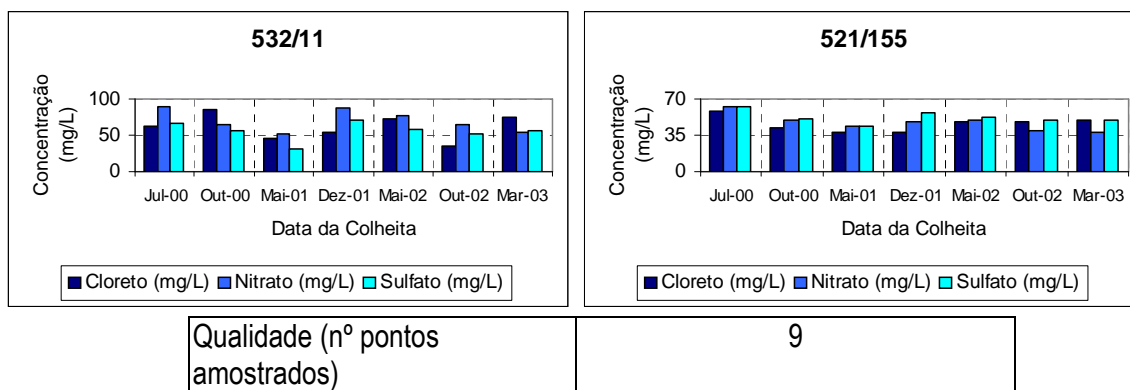 532/11
Concentração
(mg/L)
100
50
0
Jul-00 Out-00 Mai-01 Dez-01 Mai-02 Out-02 Mar-03
Data da Colheita
Cloreto (mg/L) Nitrato (mg/L) Sulfato (mg/L)
521/155
Concentração
(mg/L)
70
35
0
Jul-00 Out-00 Mai-01 Dez-01 Mai-02 Out-02 Mar-03
Data da Colheita
Cloreto (mg/L) Nitrato (mg/L) Sulfato (mg/L)
Qualidade (nº pontos 9
amostrados)